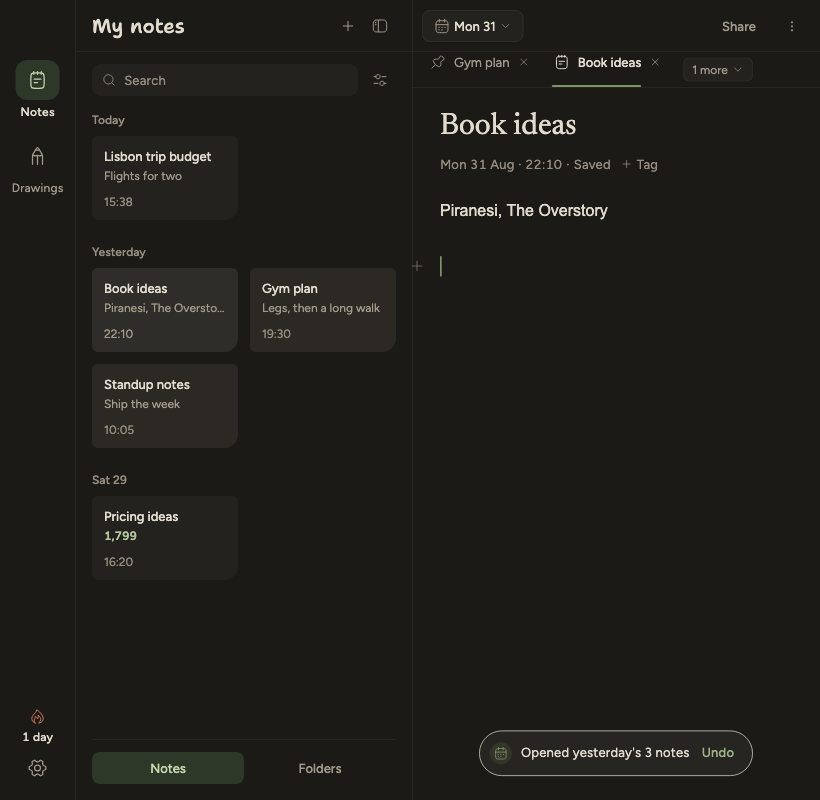 My notes
Mon 31
Share
Gym plan
Book ideas
1 more
Notes
Drawings
Search
Today
Lisbon trip budget
Flights for two
15:38
Yesterday
Book ideas
Piranesi, The Oversto...
22:10
Gym plan
Legs, then a long walk
19:30
Standup notes
Ship the week
10:05
Sat 29
Pricing ideas
1,799
16:20
1 day
Notes
Folders
Book ideas
Mon 31 Aug · 22:10 · Saved + Tag
Piranesi, The Overstory
Opened yesterday's 3 notes Undo